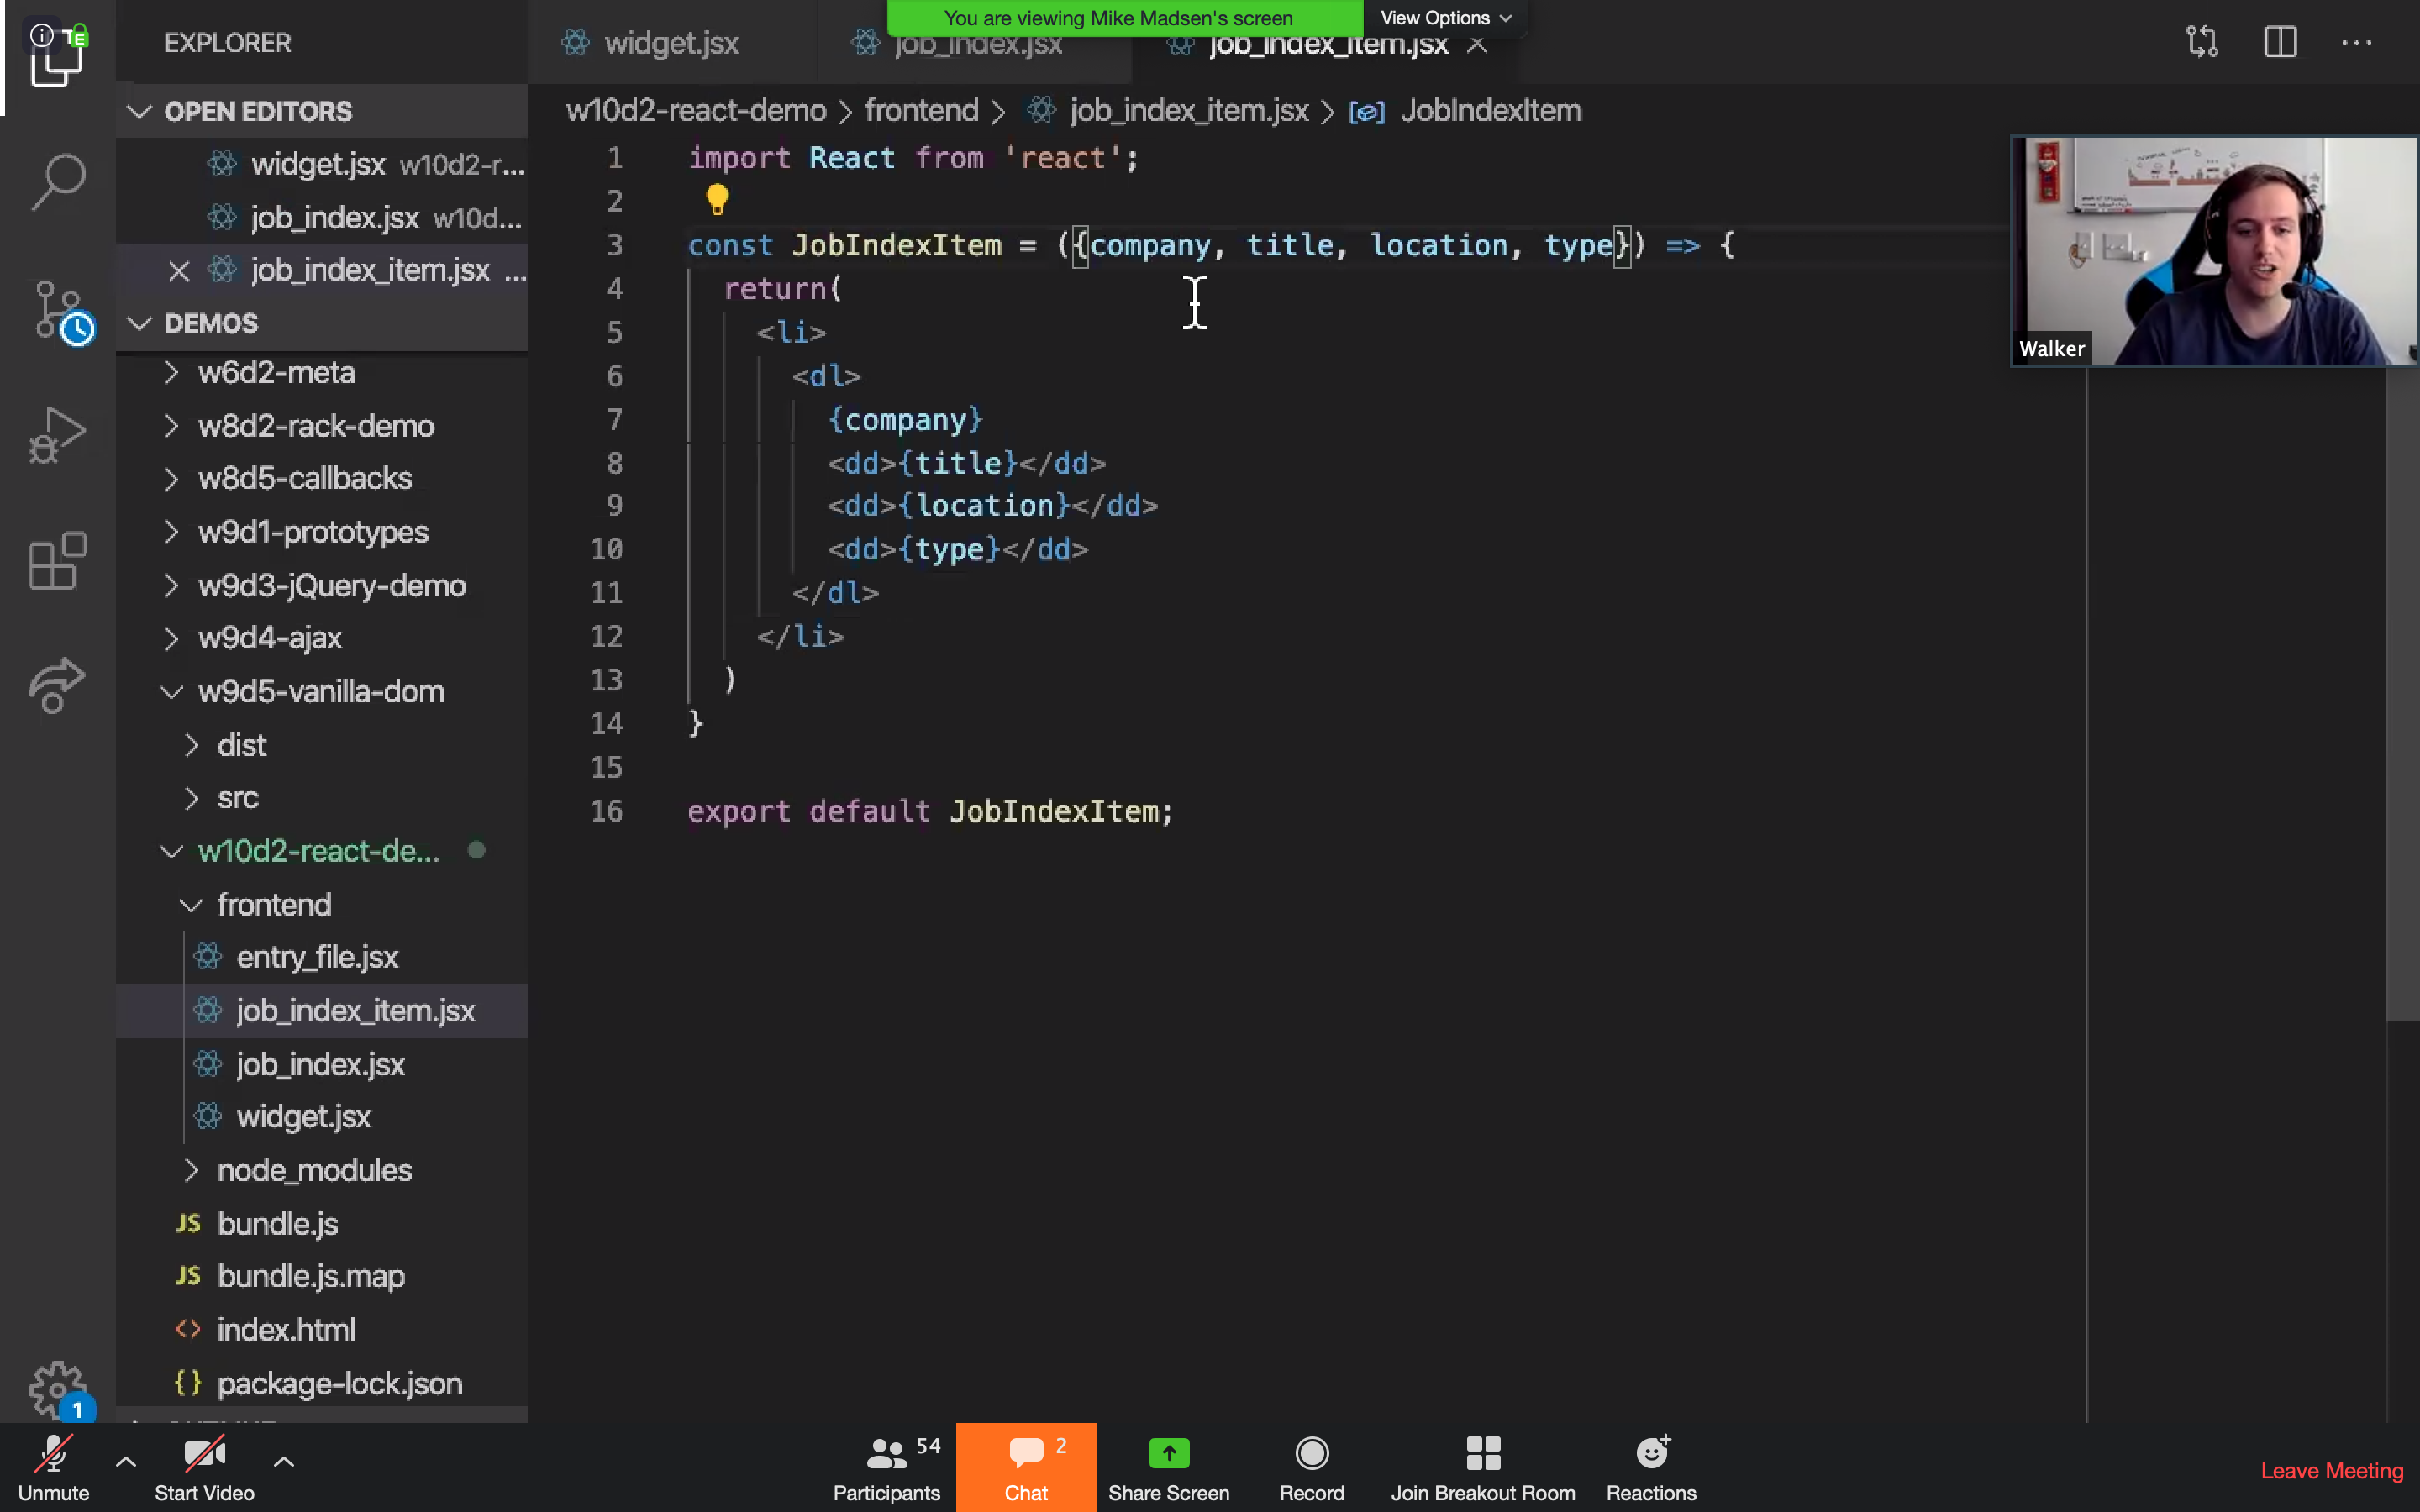 You are viewing Mike Madsen's screen
View Options
EXPLORER
widget.jsx
job_index.jsx
job_index_item.jsx
OPEN EDITORS
widget.jsx w10d2-r...
job_index.jsx w10d...
job_index_item.jsx ...
DEMOS
w6d2-meta
w8d2-rack-demo
w8d5-callbacks
w9d1-prototypes
w9d3-jQuery-demo
w9d4-ajax
w9d5-vanilla-dom
dist
src
w10d2-react-de...
frontend
entry_file.jsx
job_index_item.jsx
job_index.jsx
widget.jsx
node_modules
JS bundle.js
JS bundle.js.map
<> index.html
{} package-lock.json
1
w10d2-react-demo > frontend > job_index_item.jsx > JobIndexItem
1 import React from 'react';
2
3 const JobIndexItem = ({company, title, location, type}) => {
4 return(
5 <li>
6 <dl>
7 {company}
8 <dd>{title}</dd>
9 <dd>{location}</dd>
10 <dd>{type}</dd>
11 </dl>
12 </li>
13 )
14 }
15
16 export default JobIndexItem;
Walker
Unmute
Start Video
Participants 54
Chat 2
Share Screen
Record
Join Breakout Room
Reactions
Leave Meeting